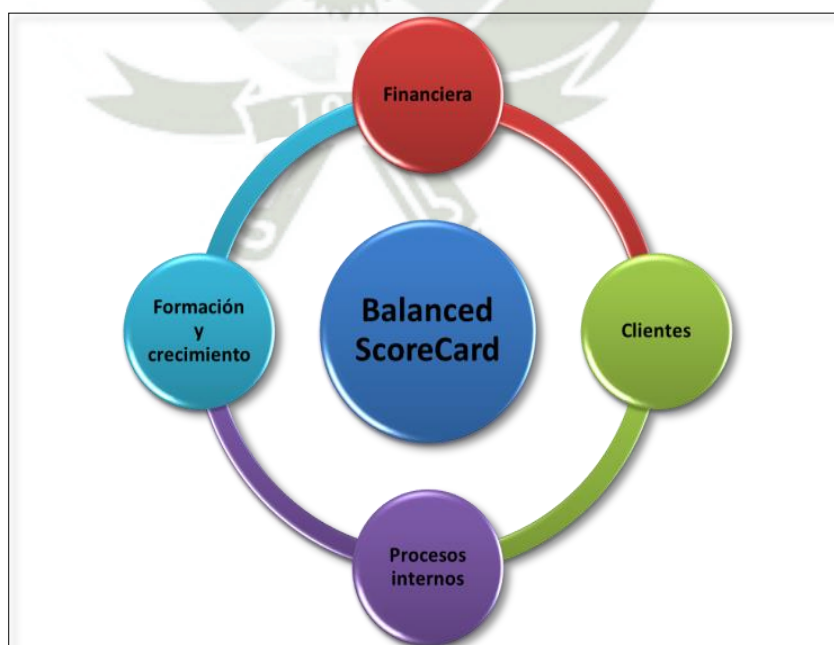 Financiera
Formación
y
crecimiento
Balanced
ScoreCard
Clientes
Procesos
internos